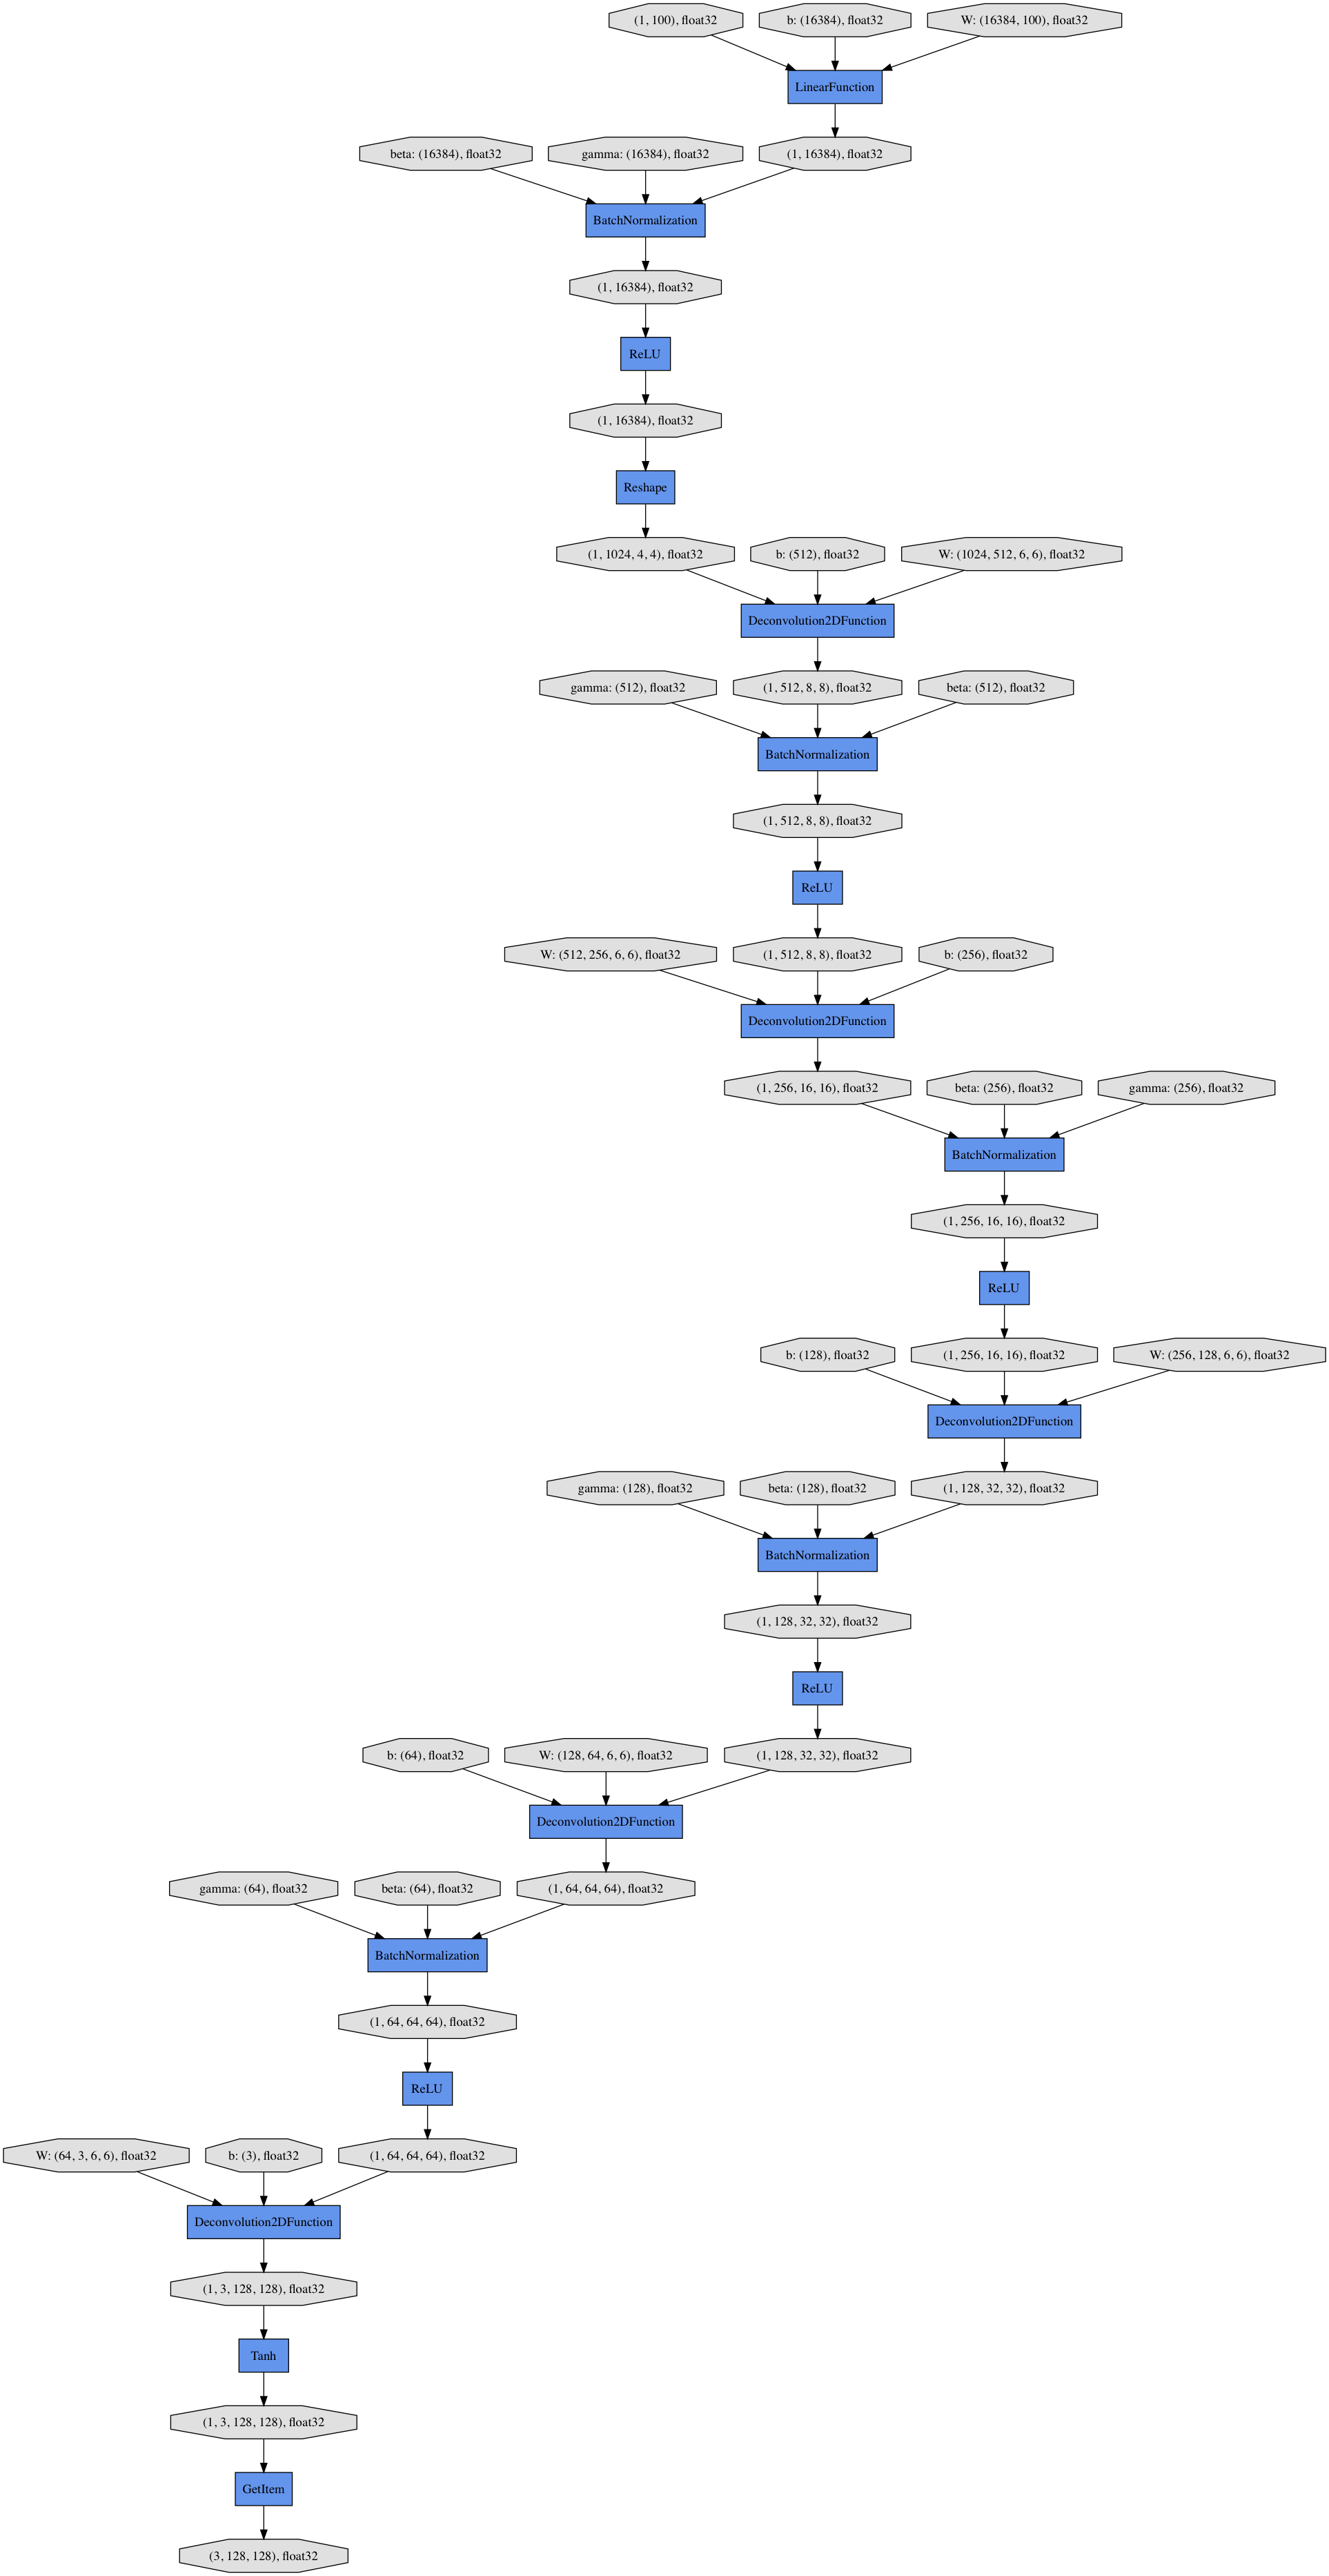 (1, 100), float32
b: (16384), float32
W: (16384, 100), float32
LinearFunction
beta: (16384), float32
gamma: (16384), float32
(1, 16384), float32
BatchNormalization
(1, 16384), float32
ReLU
(1, 16384), float32
Reshape
(1, 1024, 4, 4), float32
b: (512), float32
W: (1024, 512, 6, 6), float32
Deconvolution2DFunction
gamma: (512), float32
(1, 512, 8, 8), float32
beta: (512), float32
BatchNormalization
(1, 512, 8, 8), float32
ReLU
W: (512, 256, 6, 6), float32
(1, 512, 8, 8), float32
b: (256), float32
Deconvolution2DFunction
(1, 256, 16, 16), float32
beta: (256), float32
gamma: (256), float32
BatchNormalization
(1, 256, 16, 16), float32
ReLU
b: (128), float32
(1, 256, 16, 16), float32
W: (256, 128, 6, 6), float32
Deconvolution2DFunction
gamma: (128), float32
beta: (128), float32
(1, 128, 32, 32), float32
BatchNormalization
(1, 128, 32, 32), float32
ReLU
b: (64), float32
W: (128, 64, 6, 6), float32
(1, 128, 32, 32), float32
Deconvolution2DFunction
gamma: (64), float32
beta: (64), float32
(1, 64, 64, 64), float32
BatchNormalization
(1, 64, 64, 64), float32
ReLU
W: (64, 3, 6, 6), float32
b: (3), float32
(1, 64, 64, 64), float32
Deconvolution2DFunction
(1, 3, 128, 128), float32
Tanh
(1, 3, 128, 128), float32
GetItem
(3, 128, 128), float32